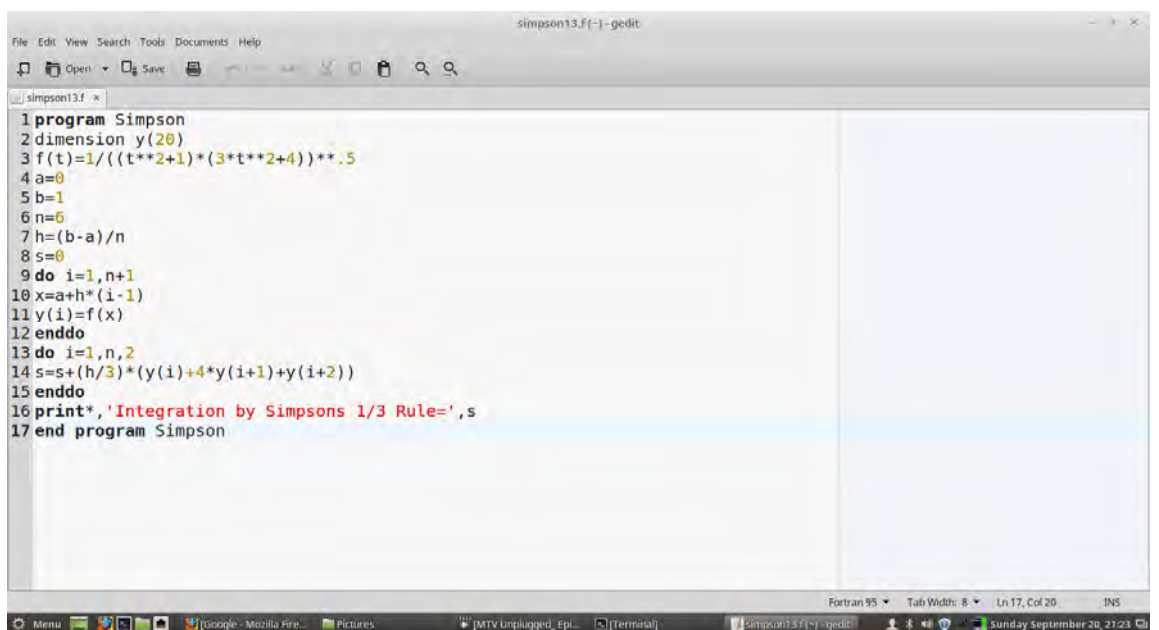 simpson13.f (~) - gedit
File Edit View Search Tools Documents Help
Open Save
simpson13.f ×
1 program Simpson
2 dimension y(20)
3 f(t)=1/((t**2+1)*(3*t**2+4))**.5
4 a=0
5 b=1
6 n=6
7 h=(b-a)/n
8 s=0
9 do i=1,n+1
10 x=a+h*(i-1)
11 y(i)=f(x)
12 enddo
13 do i=1,n,2
14 s=s+(h/3)*(y(i)+4*y(i+1)+y(i+2))
15 enddo
16 print*,'Integration by Simpsons 1/3 Rule=',s
17 end program Simpson
Fortran 95 Tab Width: 8 Ln 17, Col 20 INS
Menu [Google - Mozilla Fire... Pictures [MTV Unplugged_Epi... [Terminal] simpson13.f (~) - gedit Sunday September 20, 21:23